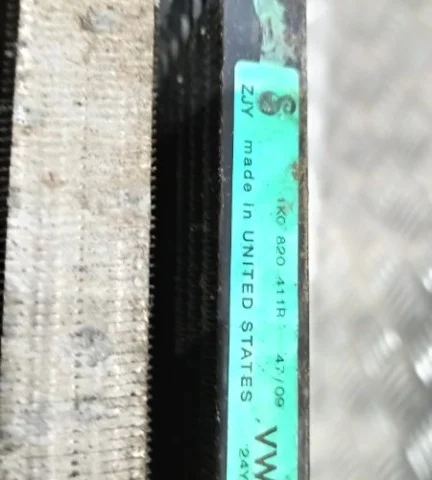 1K0 820 411R 47/09 VW
ZJY made in UNITED STATES 24Y